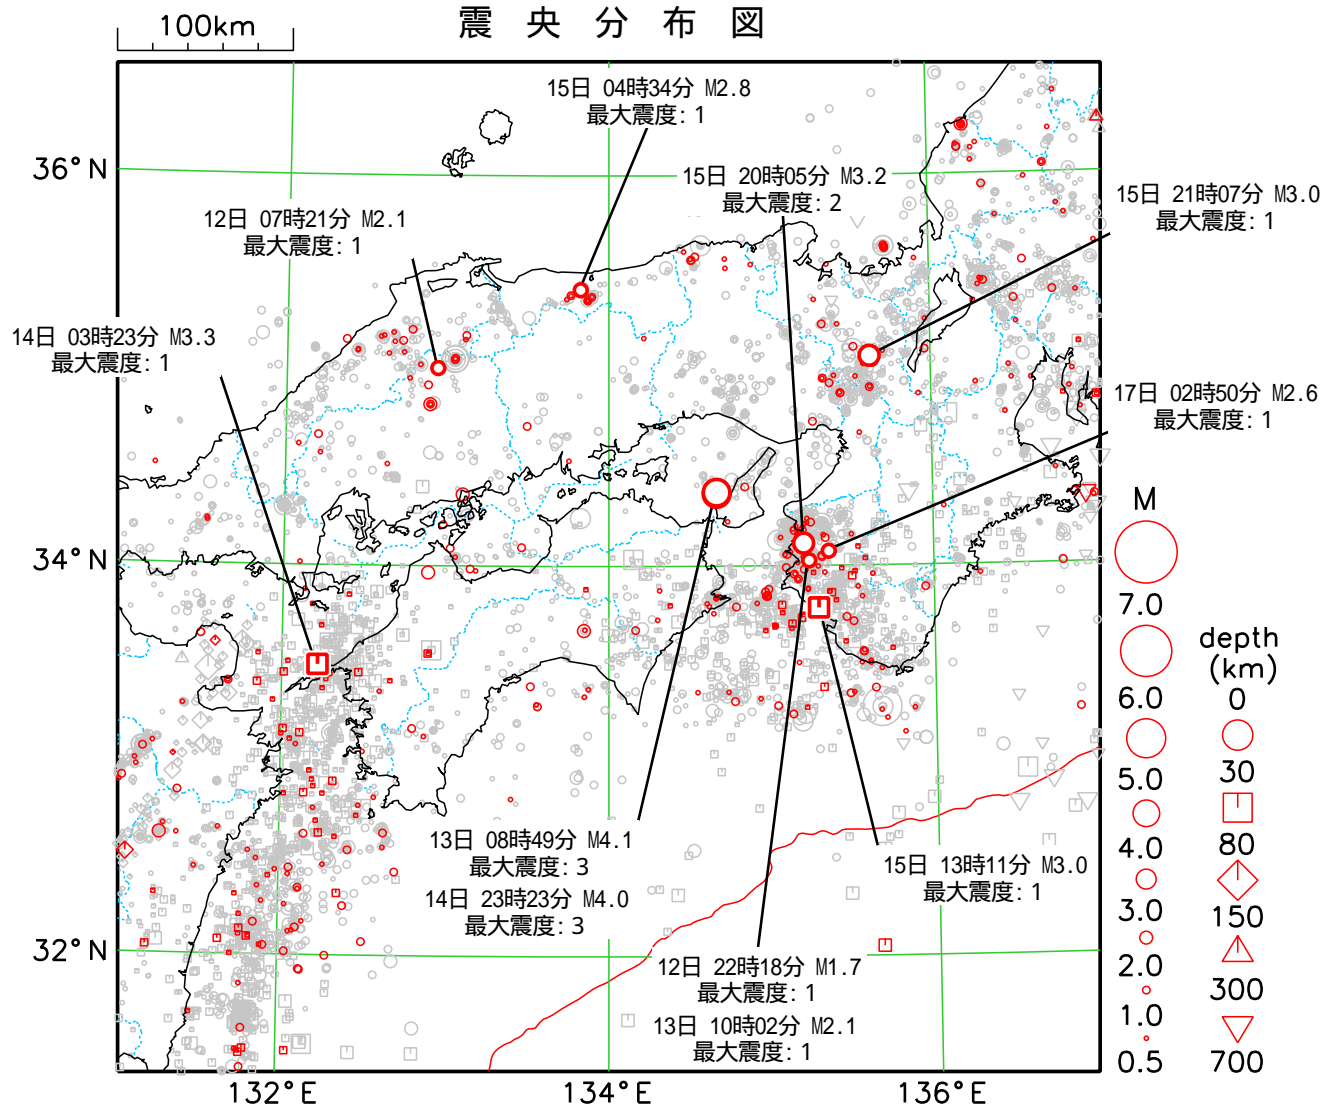 震央分布図
100km
15日 04時34分 M2.8
最大震度: 1
36°N
15日 20時05分 M3.2
最大震度: 2
15日 21時07分 M3.0
最大震度: 1
12日 07時21分 M2.1
最大震度: 1
14日 03時23分 M3.3
最大震度: 1
17日 02時50分 M2.6
最大震度: 1
34°N
M
7.0
6.0
5.0
4.0
3.0
2.0
1.0
0.5
depth
(km)
0
30
80
150
300
700
13日 08時49分 M4.1
最大震度: 3
14日 23時23分 M4.0
最大震度: 3
15日 13時11分 M3.0
最大震度: 1
32°N
12日 22時18分 M1.7
最大震度: 1
13日 10時02分 M2.1
最大震度: 1
132°E
134°E
136°E